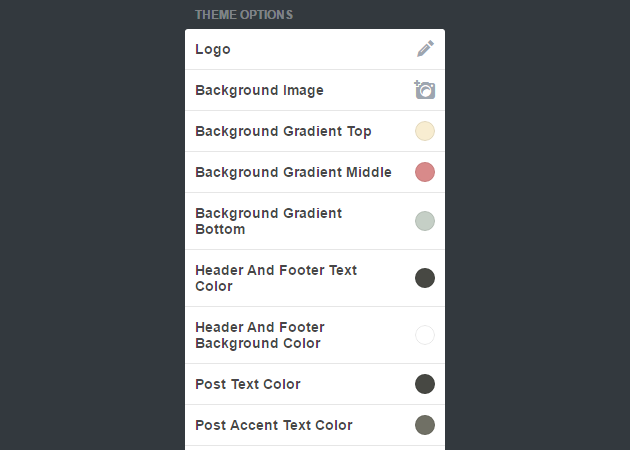 THEME OPTIONS
Logo
Background Image
Background Gradient Top
Background Gradient Middle
Background Gradient
Bottom
Header And Footer Text
Color
Header And Footer
Background Color
Post Text Color
Post Accent Text Color